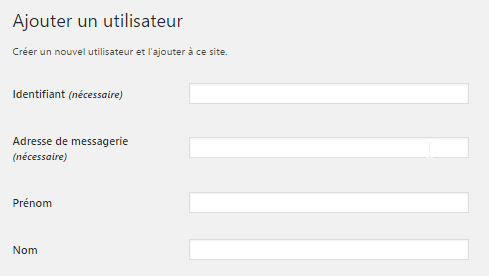 Ajouter un utilisateur
Créer un nouvel utilisateur et l'ajouter à ce site.
Identifiant (nécessaire)
Adresse de messagerie
(nécessaire)
Prénom
Nom